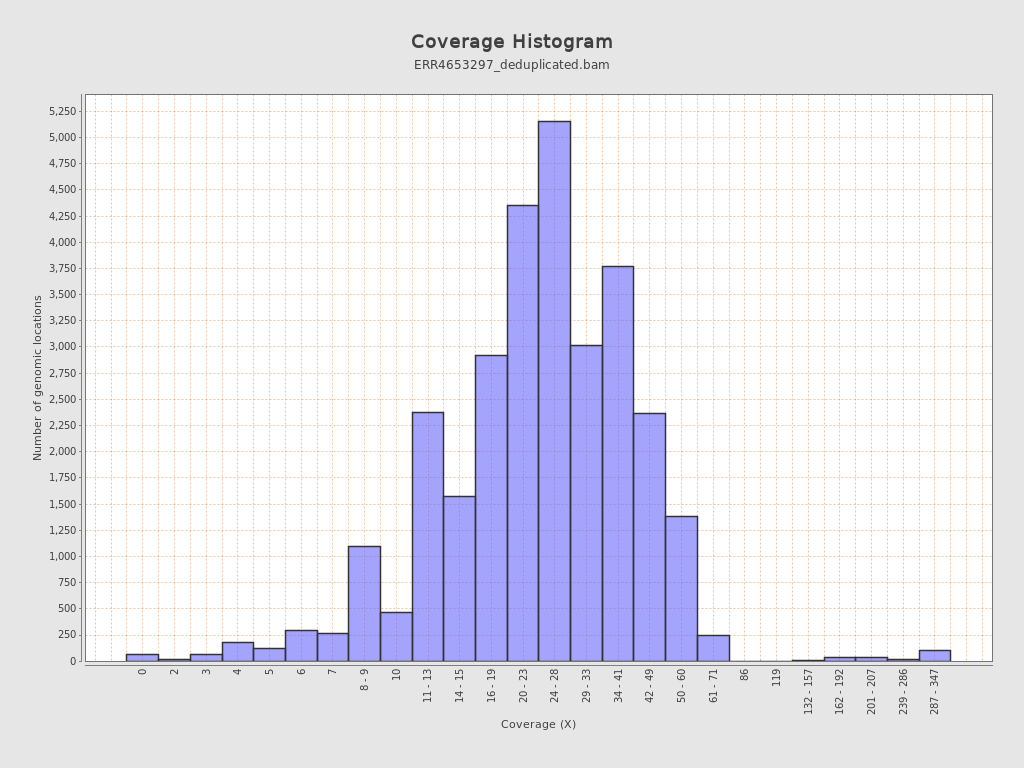 Coverage Histogram
ERR4653297_deduplicated.bam
Number of genomic locations
5,250
5,000
4,750
4,500
4,250
4,000
3,750
3,500
3,250
3,000
2,750
2,500
2,250
2,000
1,750
1,500
1,250
1,000
750
500
250
0
0
2
3
4
5
6
7
8 - 9
10
11 - 13
14 - 15
16 - 19
20 - 23
24 - 28
29 - 33
34 - 41
42 - 49
50 - 60
61 - 71
86
119
132 - 157
162 - 192
201 - 207
239 - 286
287 - 347
Coverage (X)